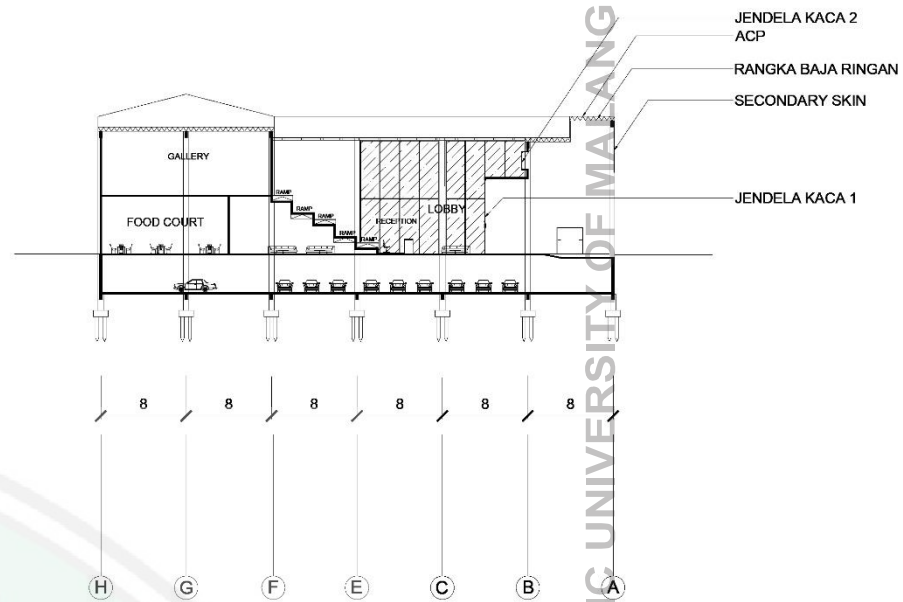 JENDELA KACA 2
ACP
RANGKA BAJA RINGAN
SECONDARY SKIN
JENDELA KACA 1
GALLERY
FOOD COURT
RAMP
RAMP
RAMP
RAMP
RAMP
RECEPTION
LOBBY
8 8 8 8 8 8
H G F E C B A
IC UNIVERSITY OF MALANG